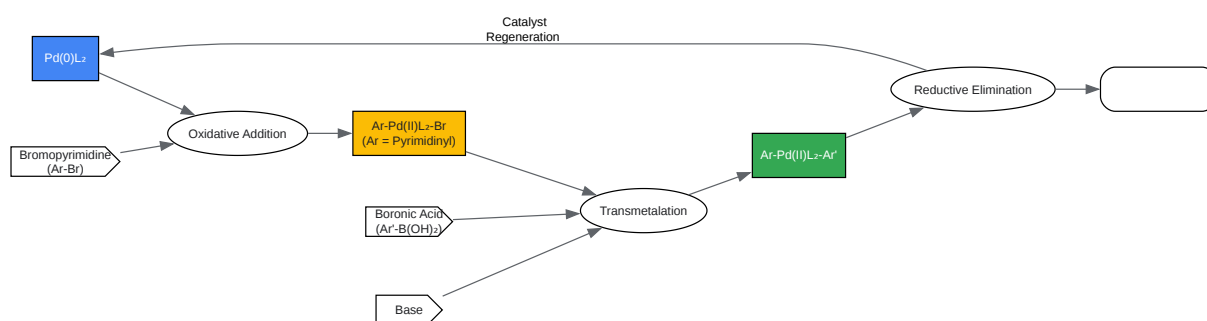 Catalyst
Regeneration
Pd(0)L₂
Reductive Elimination
Oxidative Addition
Ar-Pd(II)L₂-Br
(Ar = Pyrimidinyl)
Bromopyrimidine
(Ar-Br)
Ar-Pd(II)L₂-Ar'
Boronic Acid
(Ar'-B(OH)₂)
Transmetalation
Base